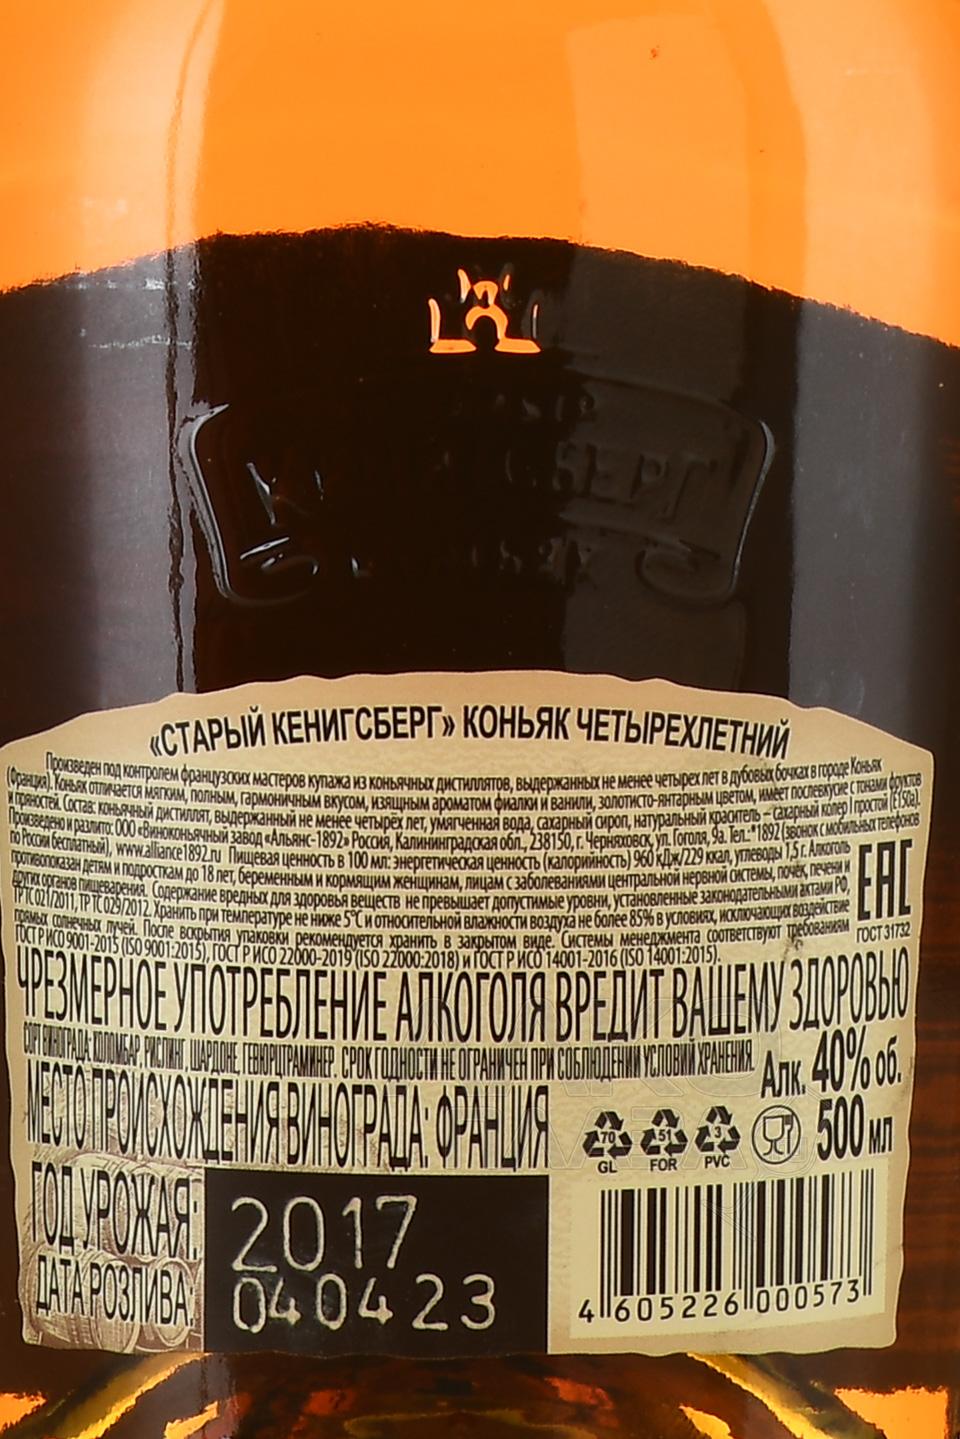 БЕРГ
«СТАРЫЙ КЕНИГСБЕРГ» КОНЬЯК ЧЕТЫРЕХЛЕТНИЙ
Произведен под контролем французских мастеров купажа из коньячных дистиллятов, выдержанных не менее четырех лет в дубовых бочках в городе Коньяк
(Франция). Коньяк отличается мягким, полным, гармоничным вкусом, изящным ароматом фиалки и ванили, золотисто-янтарным цветом, имеет послевкусие с тонами фруктов
и пряностей. Состав: коньячный дистиллят, выдержанный не менее четырёх лет, умягченная вода, сахарный сироп, натуральный краситель – сахарный колер I простой (E150a).
Произведено и разлито: ООО «Виноконьячный завод «Альянс-1892» Россия, Калининградская обл., 238150, г. Черняховск, ул. Гоголя, 9а. Тел.:*1892 (звонок с мобильных телефонов
по России бесплатный), www.alliance1892.ru Пищевая ценность в 100 мл: энергетическая ценность (калорийность) 960 кДж/229 ккал, углеводы 1,5 г. Алкоголь
противопоказан детям и подросткам до 18 лет, беременным и кормящим женщинам, лицам с заболеваниями центральной нервной системы, почек, печени и
других органов пищеварения. Содержание вредных для здоровья веществ не превышает допустимые уровни, установленные законодательными актами РФ,
ТР ТС 021/2011, ТР ТС 029/2012. Хранить при температуре не ниже 5°С и относительной влажности воздуха не более 85% в условиях, исключающих воздействие
прямых солнечных лучей. После вскрытия упаковки рекомендуется хранить в закрытом виде. Системы менеджмента соответствуют требованиям
ГОСТ Р ИСО 9001-2015 (ISO 9001:2015), ГОСТ Р ИСО 22000-2019 (ISO 22000:2018) и ГОСТ Р ИСО 14001-2016 (ISO 14001:2015).
EAC
ГОСТ 31732
ЧРЕЗМЕРНОЕ УПОТРЕБЛЕНИЕ АЛКОГОЛЯ ВРЕДИТ ВАШЕМУ ЗДОРОВЬЮ
СОРТ ВИНОГРАДА: КОЛОМБАР, РИСЛИНГ, ШАРДОНЕ, ГЕВЮРЦТРАМИНЕР. СРОК ГОДНОСТИ НЕ ОГРАНИЧЕН ПРИ СОБЛЮДЕНИИ УСЛОВИЙ ХРАНЕНИЯ.
Алк. 40% об.
МЕСТО ПРОИСХОЖДЕНИЯ ВИНОГРАДА: ФРАНЦИЯ
70 51 3
GL FOR PVC
500 мл
ГОД УРОЖАЯ: 2017
ДАТА РОЗЛИВА: 04 04 23
4 605226 000573